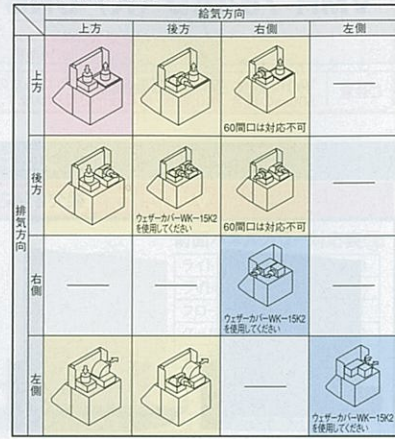 給気方向
上方 後方 右側 左側
排気方向
上方
60間口は対応不可
後方
ウェザーカバーWK-15K2
を使用してください
60間口は対応不可
右側
ウェザーカバーWK-15K2
を使用してください
左側
ウェザーカバーWK-15K2
を使用してください